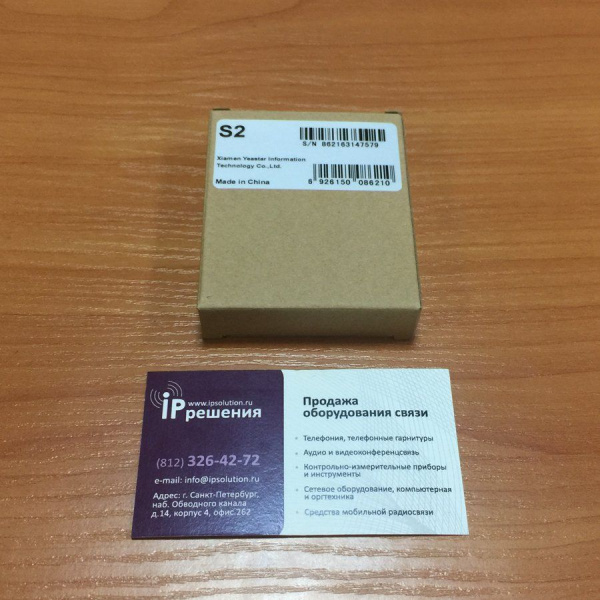 S2
S/N 862163147579
Xiamen Yeastar Information
Technology Co.,Ltd.
Made in China
6 926150 086210
www.ipsolution.ru
IP решения
(812) 326-42-72
e-mail: info@ipsolution.ru
Адрес: г. Санкт-Петербург,
наб. Обводного канала
д.14, корпус 4, офис.262
Продажа
оборудования связи
Телефония, телефонные гарнитуры
Аудио и видеоконференцсвязь
Контрольно-измерительные приборы
и инструменты
Сетевое оборудование, компьютерная
и оргтехника
Средства мобильной радиосвязи